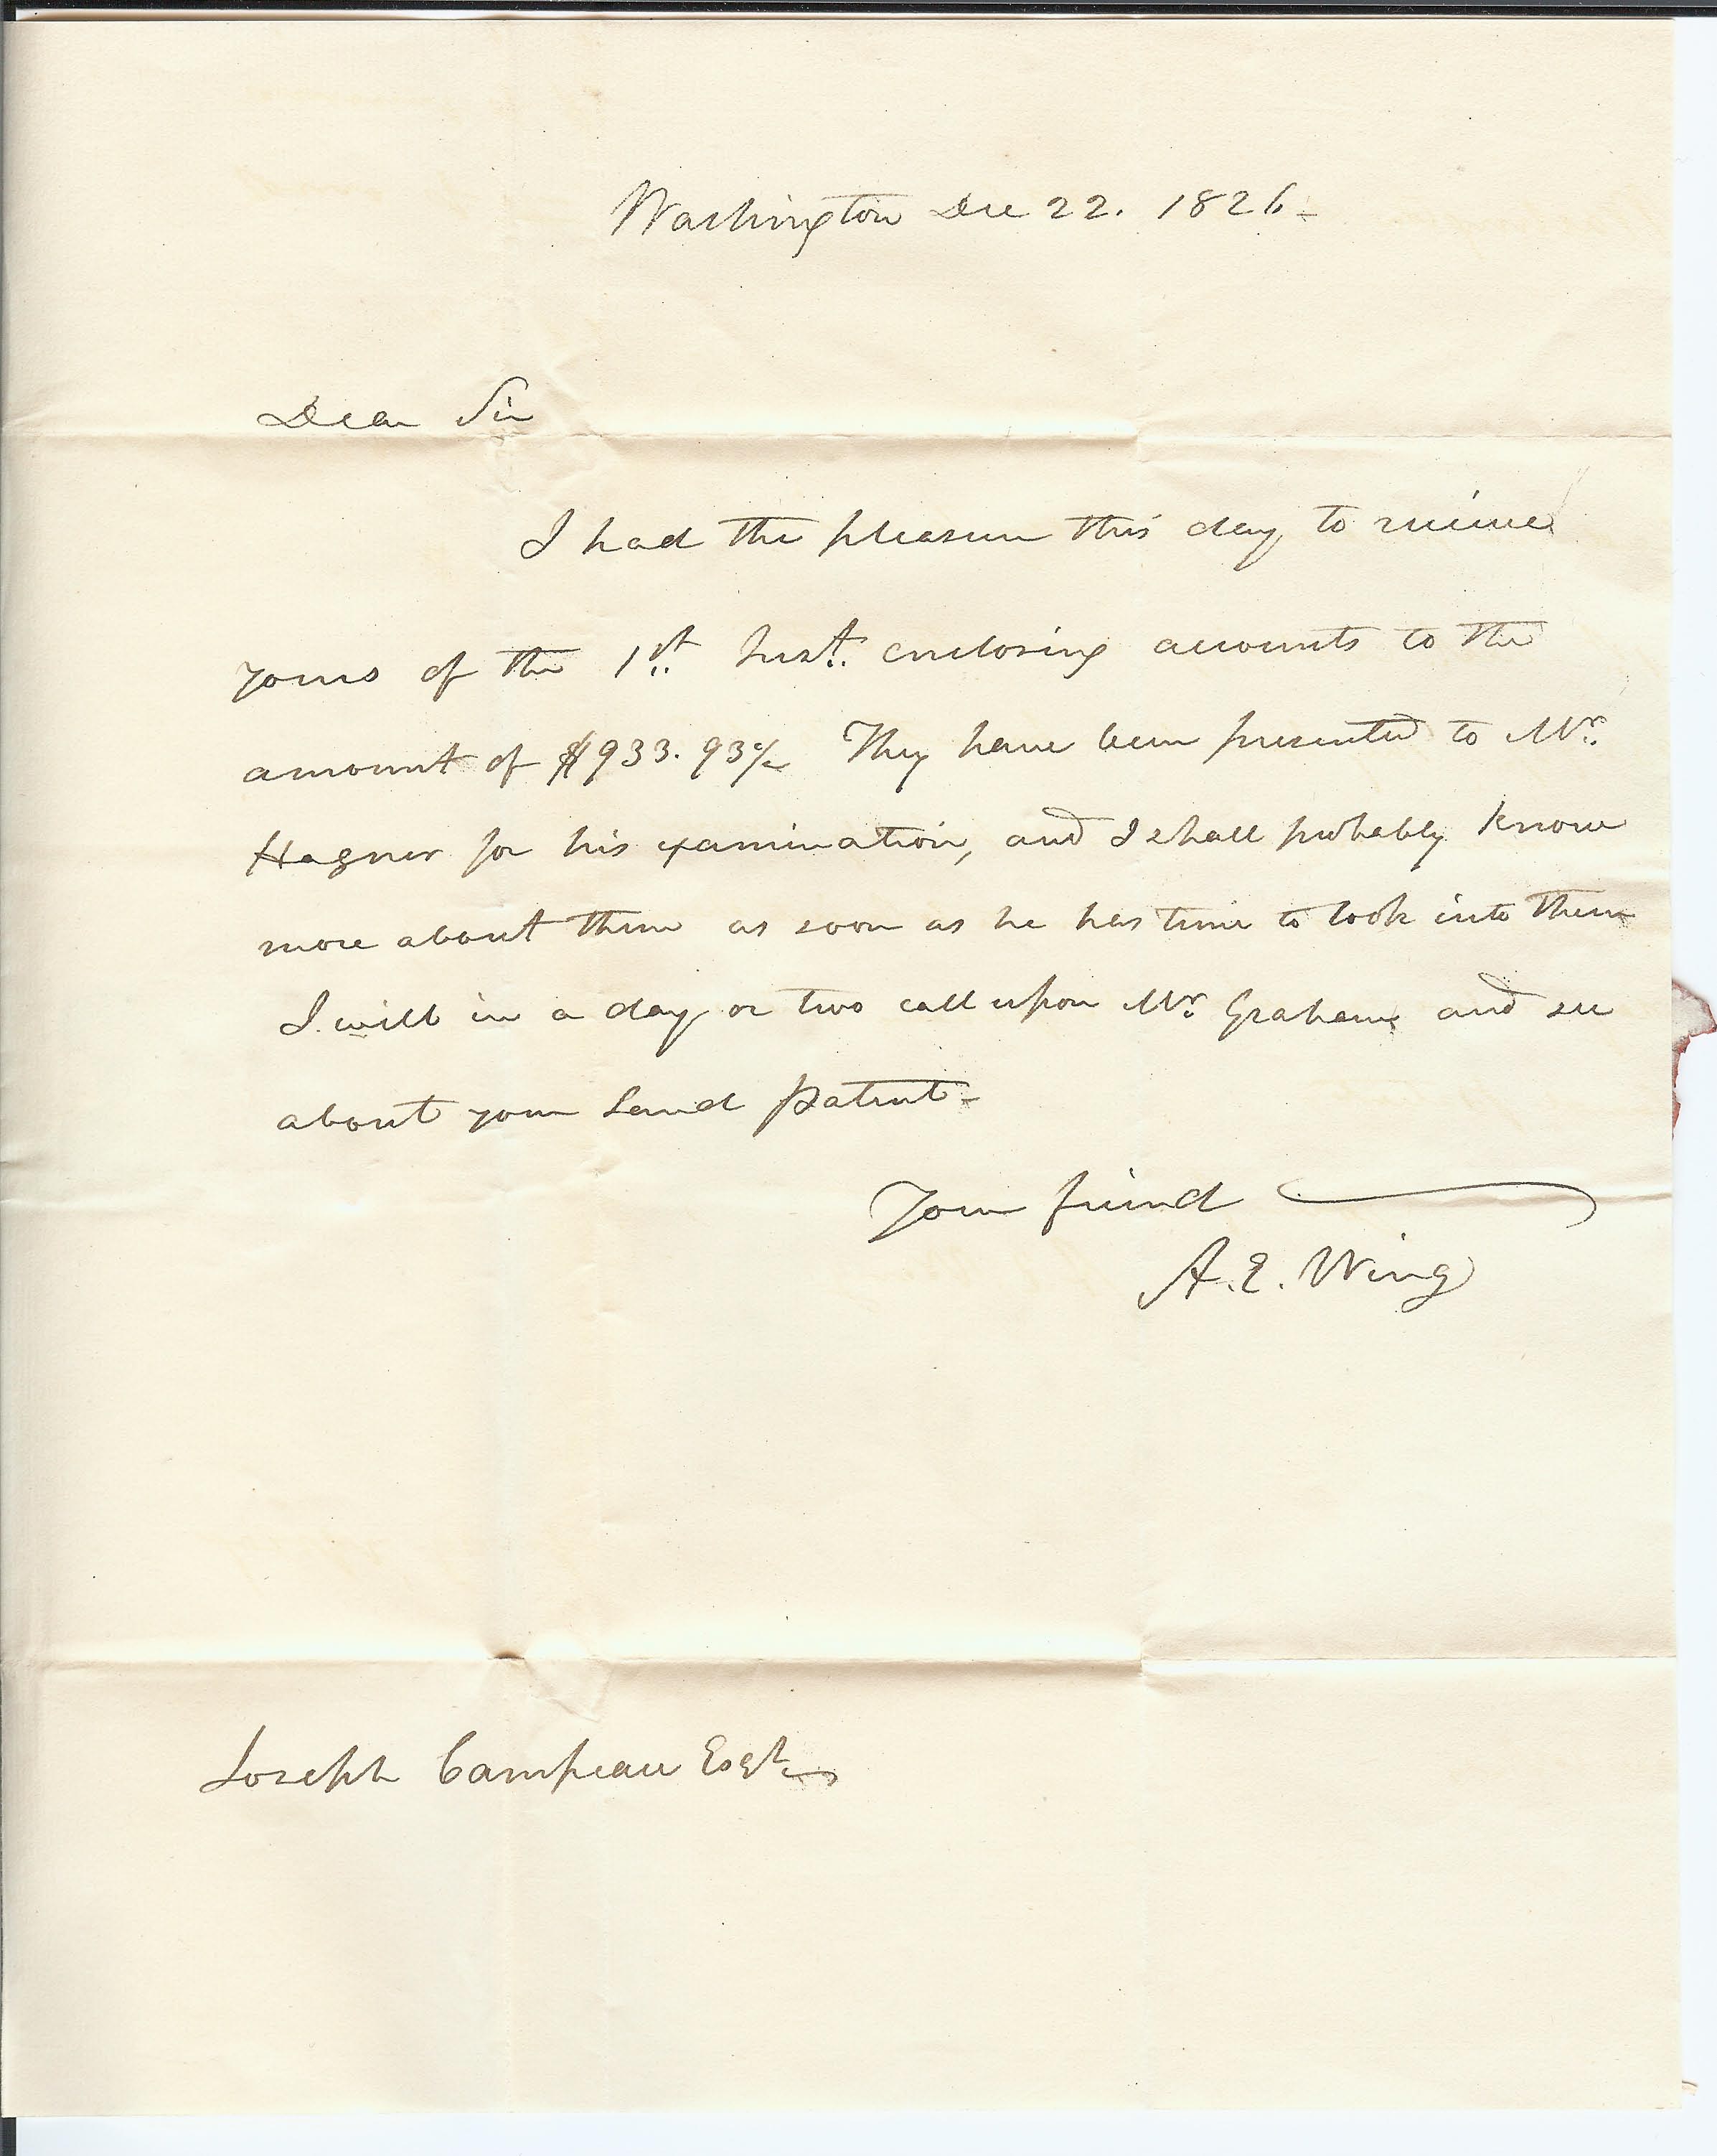 Washington Dec 22. 1826-
Dear Sir
I had the pleasure this day to receive
yours of the 1st Inst. enclosing accounts to the
amount of $933.93 They have been presented to Mr.
Hagner for his examination, and I shall probably know
more about them as soon as he has time to look into them
I will in a day or two call upon Mr. Graham, and see
about your Land Patent-
Your friend
A. E. Wing
Joseph Campeau Esqr